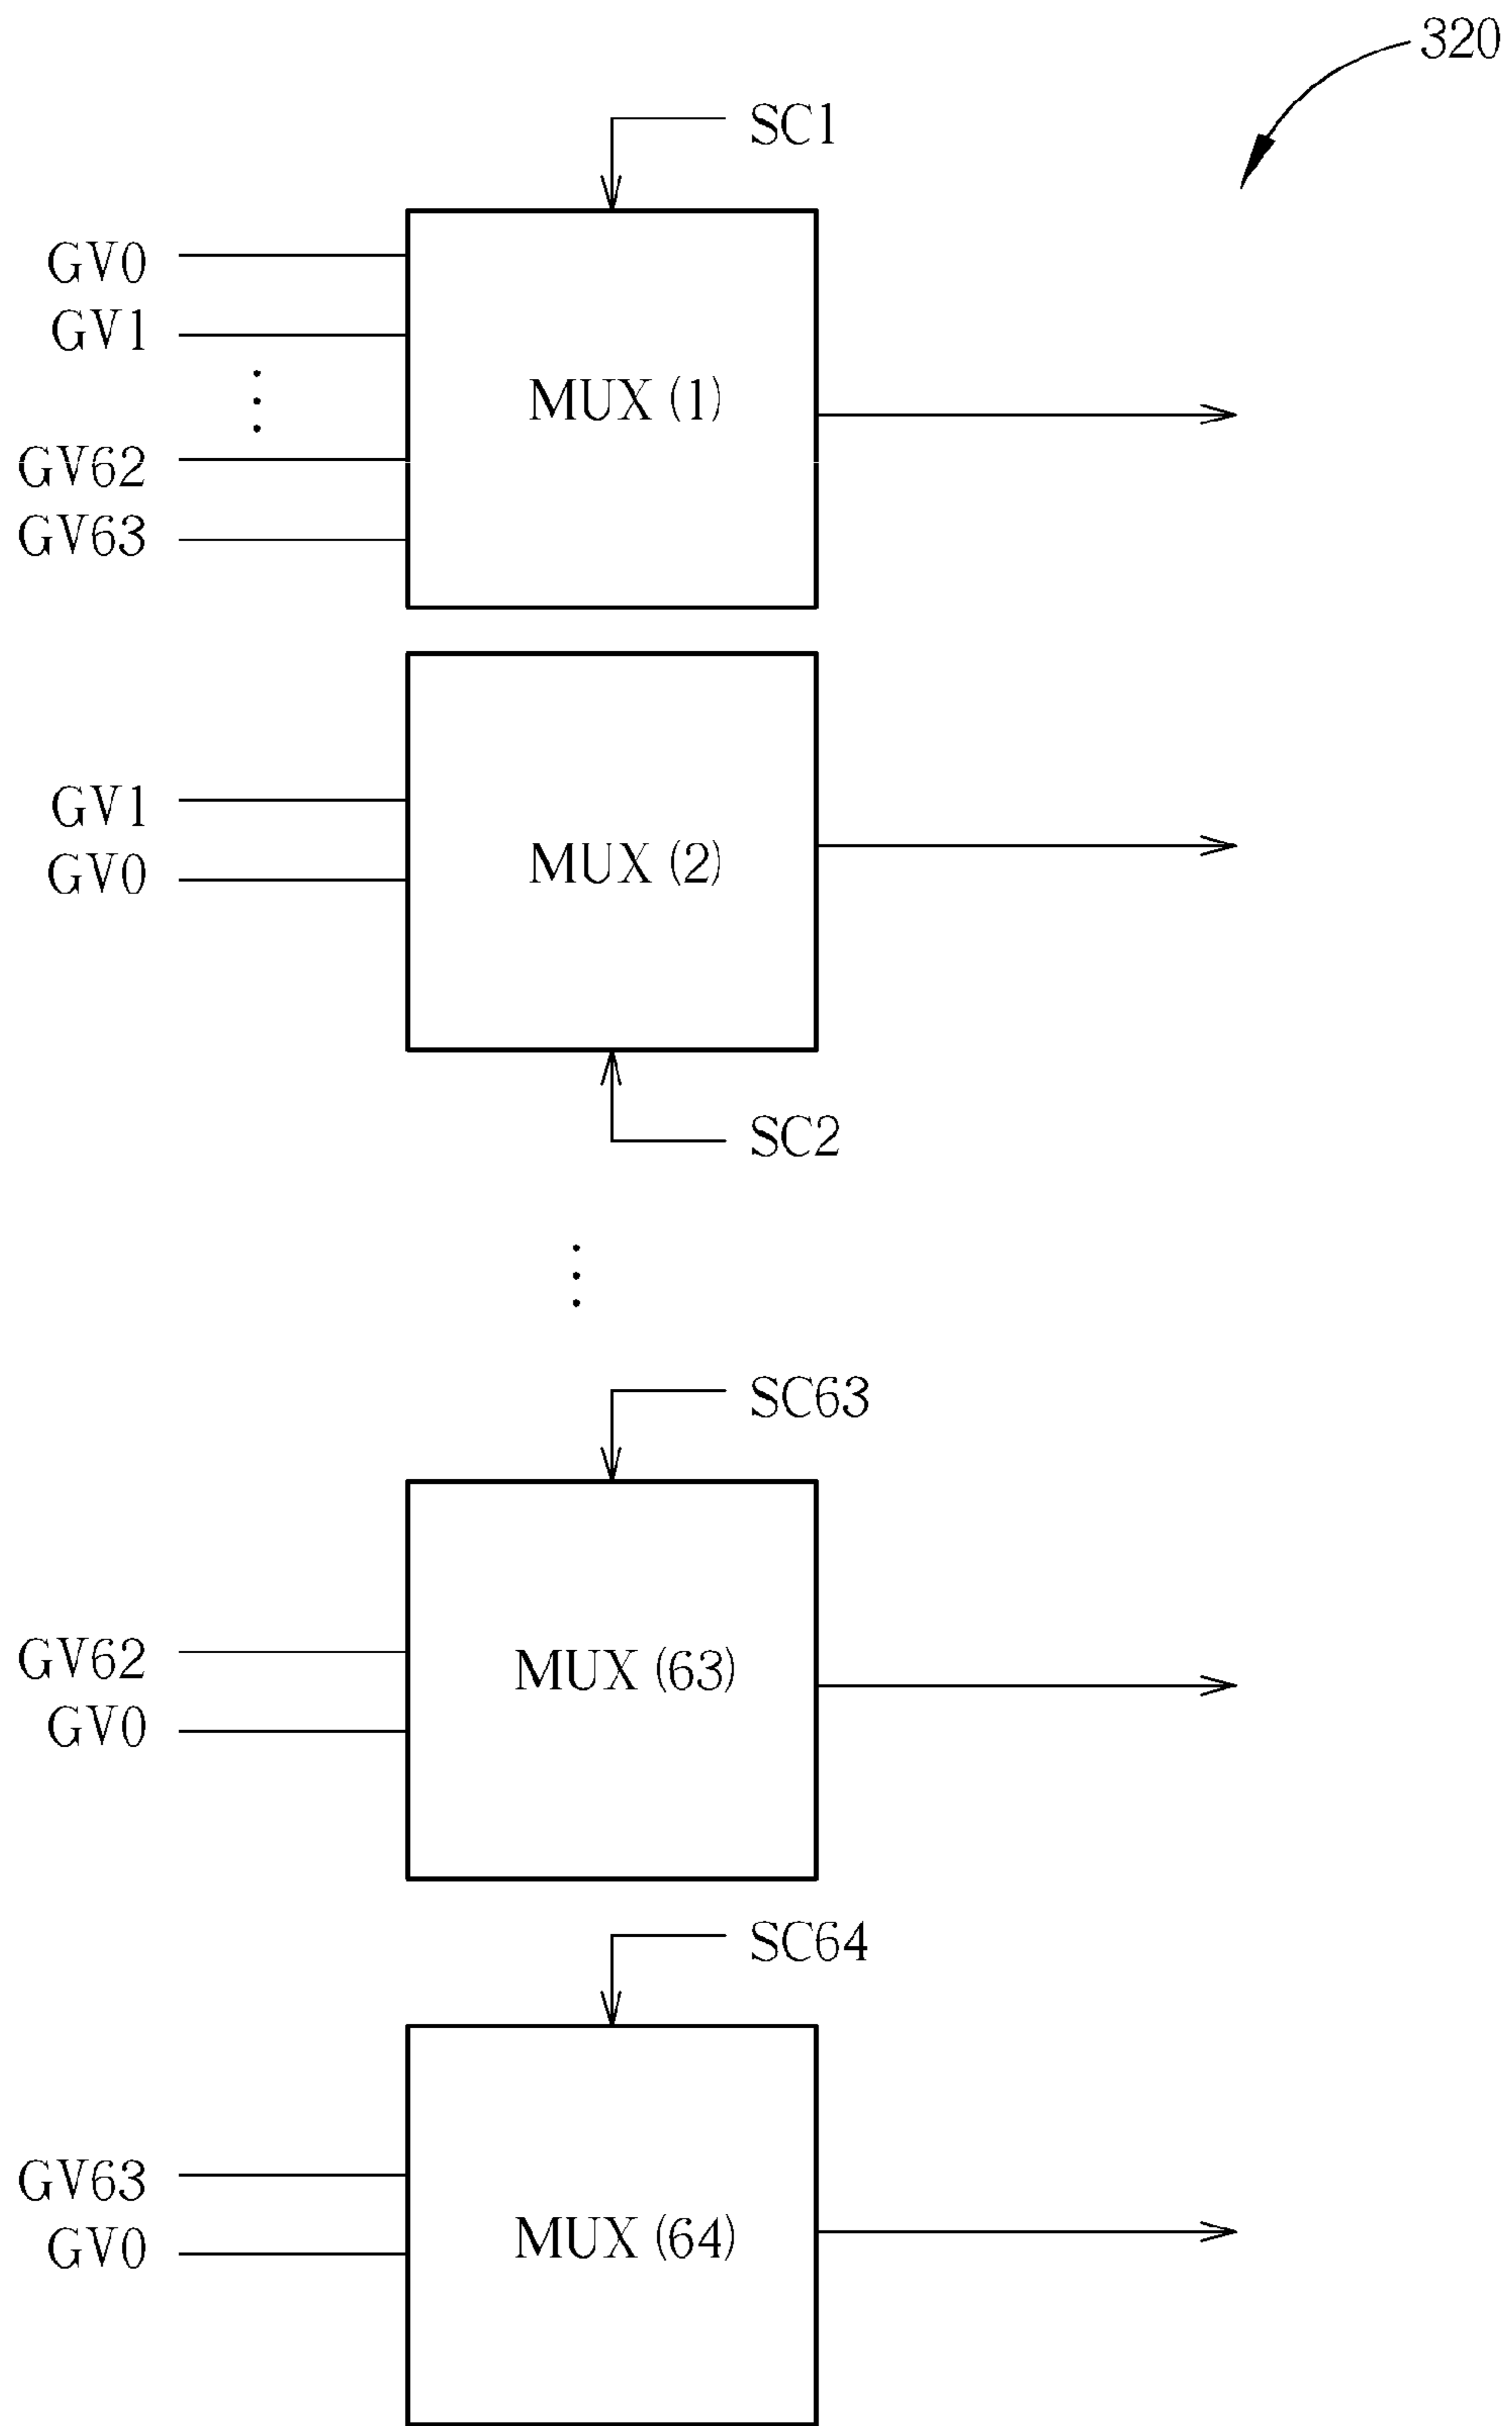 320
SC1
GV0
GV1
MUX (1)
GV62
GV63
GV1
MUX (2)
GV0
SC2
SC63
GV62
MUX (63)
GV0
SC64
GV63
MUX (64)
GV0